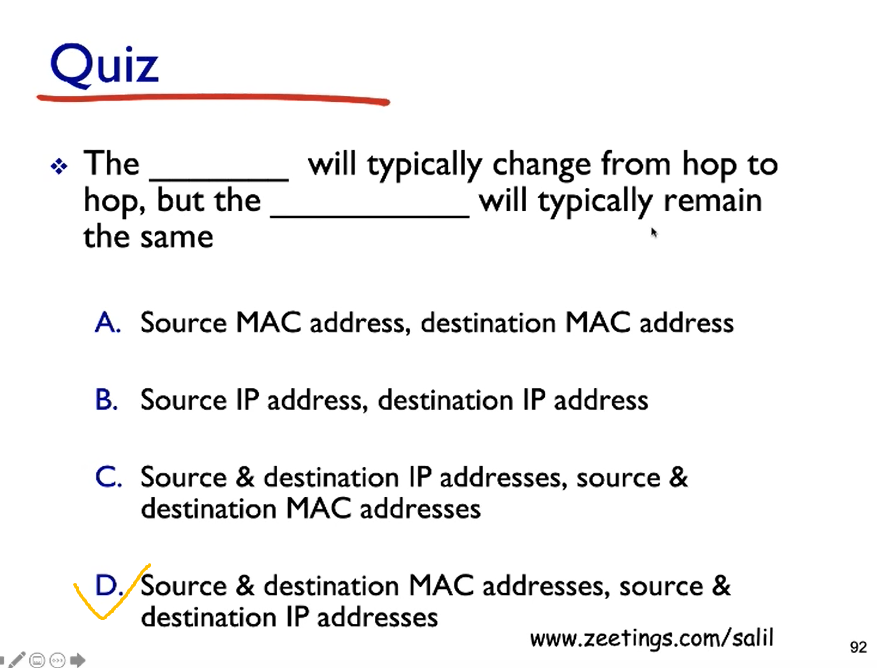 Quiz
❖ The _______ will typically change from hop to
hop, but the __________ will typically remain
the same
A. Source MAC address, destination MAC address
B. Source IP address, destination IP address
C. Source & destination IP addresses, source &
destination MAC addresses
D. Source & destination MAC addresses, source &
destination IP addresses
www.zeetings.com/salil
92